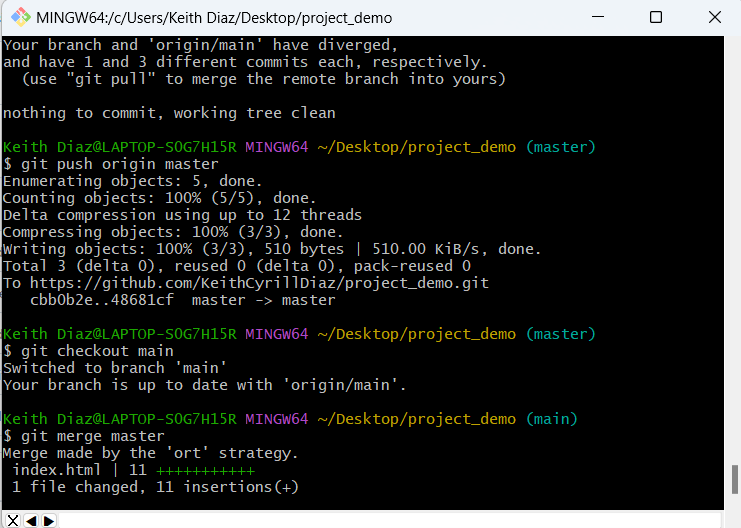 MINGW64:/c/Users/Keith Diaz/Desktop/project_demo
Your branch and 'origin/main' have diverged,
and have 1 and 3 different commits each, respectively.
  (use "git pull" to merge the remote branch into yours)
nothing to commit, working tree clean
Keith Diaz@LAPTOP-S0G7H15R MINGW64 ~/Desktop/project_demo (master)
$ git push origin master
Enumerating objects: 5, done.
Counting objects: 100% (5/5), done.
Delta compression using up to 12 threads
Compressing objects: 100% (3/3), done.
Writing objects: 100% (3/3), 510 bytes | 510.00 KiB/s, done.
Total 3 (delta 0), reused 0 (delta 0), pack-reused 0
To https://github.com/KeithCyrillDiaz/project_demo.git
   cbb0b2e..48681cf  master -> master
Keith Diaz@LAPTOP-S0G7H15R MINGW64 ~/Desktop/project_demo (master)
$ git checkout main
Switched to branch 'main'
Your branch is up to date with 'origin/main'.
Keith Diaz@LAPTOP-S0G7H15R MINGW64 ~/Desktop/project_demo (main)
$ git merge master
Merge made by the 'ort' strategy.
 index.html | 11 +++++++++++
 1 file changed, 11 insertions(+)